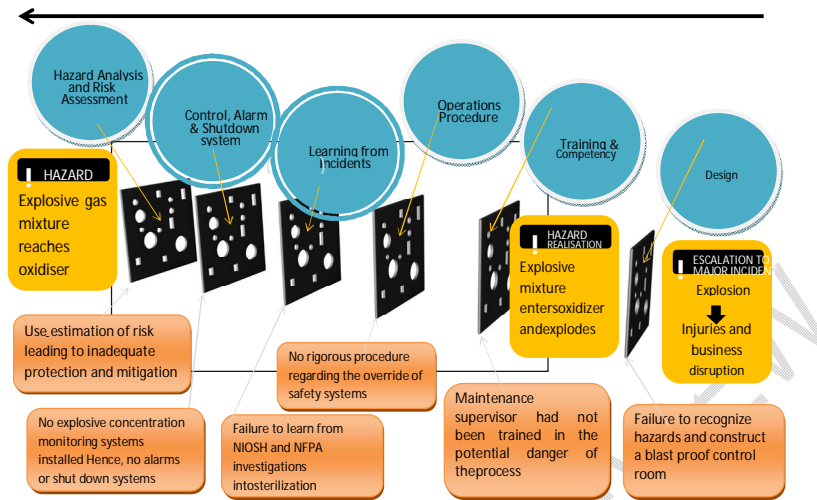 Hazard Analysis
and Risk
Assessment
Control, Alarm
& Shutdown
system
Learning from
Incidents
Operations
Procedure
Training &
Competency
Design
! HAZARD
Explosive gas
mixture
reaches
oxidiser
! HAZARD
REALISATION
Explosive
mixture
entersoxidizer
andexplodes
! ESCALATION TO
MAJOR INCIDEN
Explosion
Injuries and
business
disruption
Use estimation of risk
leading to inadequate
protection and mitigation
No explosive concentration
monitoring systems
installed Hence, no alarms
or shut down systems
Failure to learn from
NIOSH and NFPA
investigations
intosterilization
No rigorous procedure
regarding the override of
safety systems
Maintenance
supervisor had not
been trained in the
potential danger of
theprocess
Failure to recognize
hazards and construct
a blast proof control
room